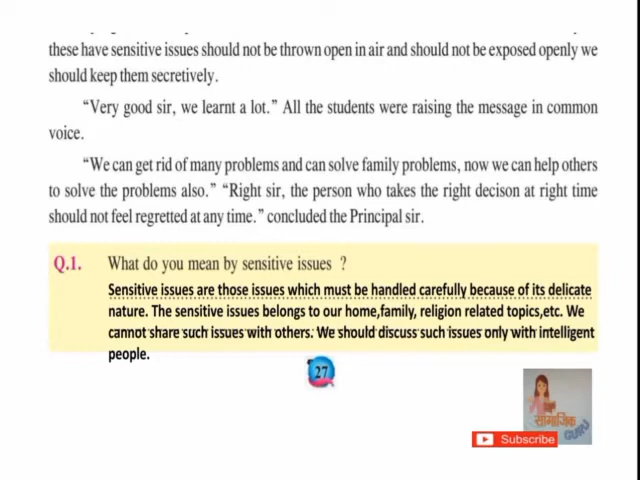 these have sensitive issues should not be thrown open in air and should not be exposed openly we
should keep them secretively.
“Very good sir, we learnt a lot.” All the students were raising the message in common
voice.
“We can get rid of many problems and can solve family problems, now we can help others
to solve the problems also.” “Right sir, the person who takes the right decison at right time
should not feel regretted at any time.” concluded the Principal sir.
Q.1. What do you mean by sensitive issues ?
Sensitive issues are those issues which must be handled carefully because of its delicate
nature. The sensitive issues belongs to our home,family, religion related topics,etc. We
cannot share such issues with others. We should discuss such issues only with intelligent
people.
27
सामाजिक
GURU
Subscribe